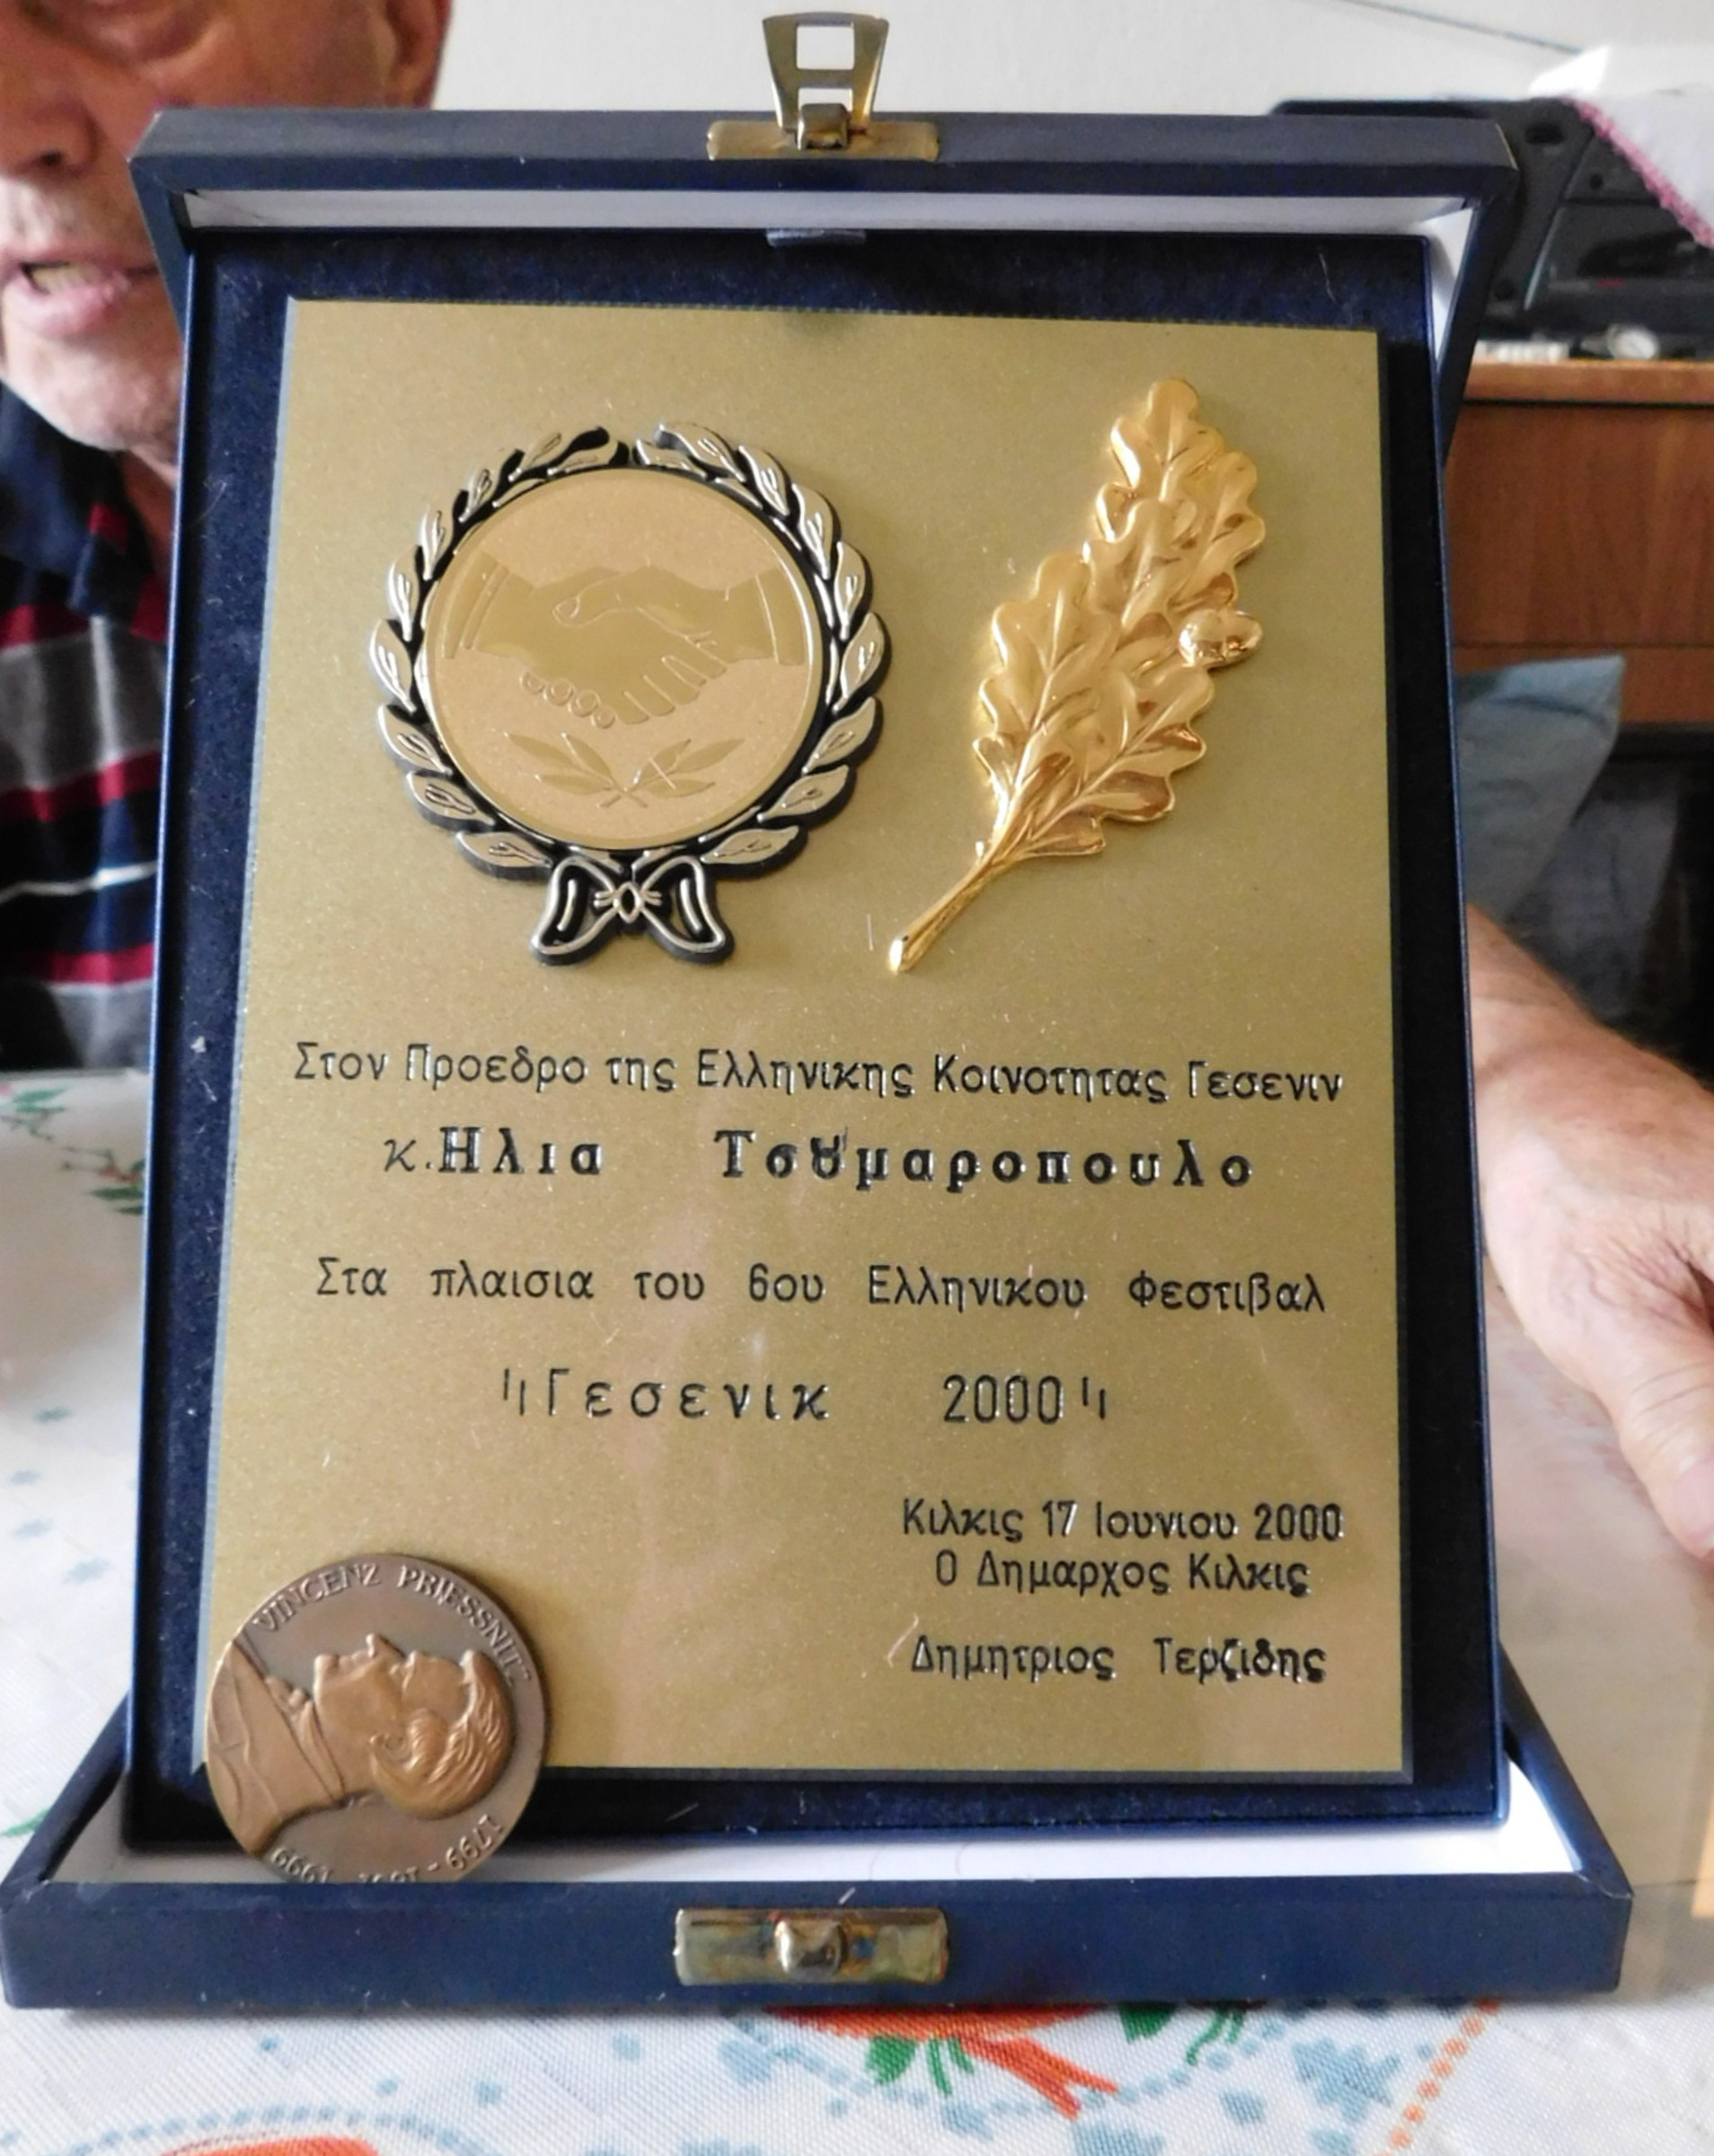 Στον Προεδρο της Ελληνικης Κοινοτητας Γεσενιν
κ. Ηλια Τσȣμαροπουλο
Στα πλαισια του 6ου Ελληνικου Φεστιβαλ
"Γεσενικ 2000"
Κιλκις 17 Ιουνιου 2000
Ο Δημαρχος Κιλκις
Δημητριος Τερζιδης
VINCENZ PRIESSNITZ
1799 - 1999